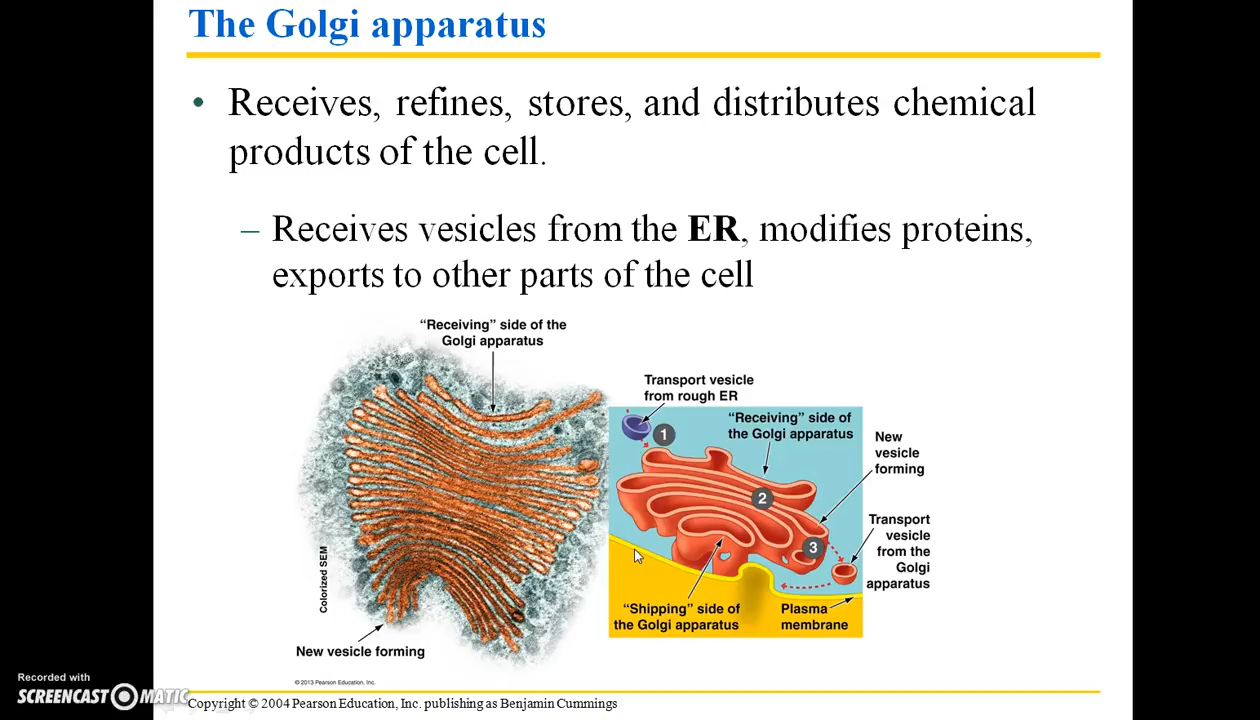 The Golgi apparatus
• Receives, refines, stores, and distributes chemical
products of the cell.
– Receives vesicles from the ER, modifies proteins,
exports to other parts of the cell
“Receiving” side of the
Golgi apparatus
Transport vesicle
from rough ER
“Receiving” side of
the Golgi apparatus
New
vesicle
forming
1
2
3
Transport
vesicle
from the
Golgi
apparatus
Colorized SEM
“Shipping” side of
the Golgi apparatus
Plasma
membrane
New vesicle forming
© 2013 Pearson Education, Inc.
Recorded with
SCREENCAST MATIC
Copyright © 2004 Pearson Education, Inc. publishing as Benjamin Cummings